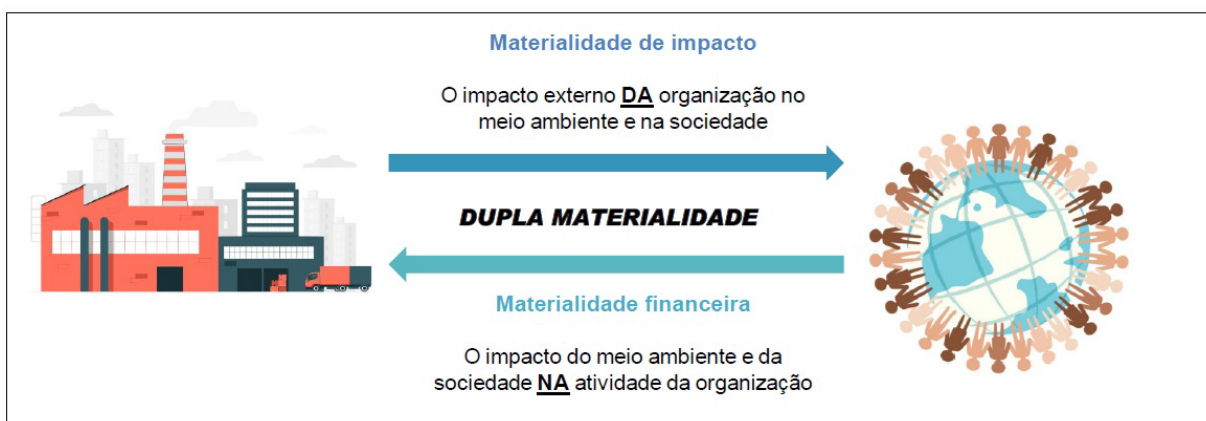 Materialidade de impacto
O impacto externo DA organização no
meio ambiente e na sociedade
DUPLA MATERIALIDADE
Materialidade financeira
O impacto do meio ambiente e da
sociedade NA atividade da organização